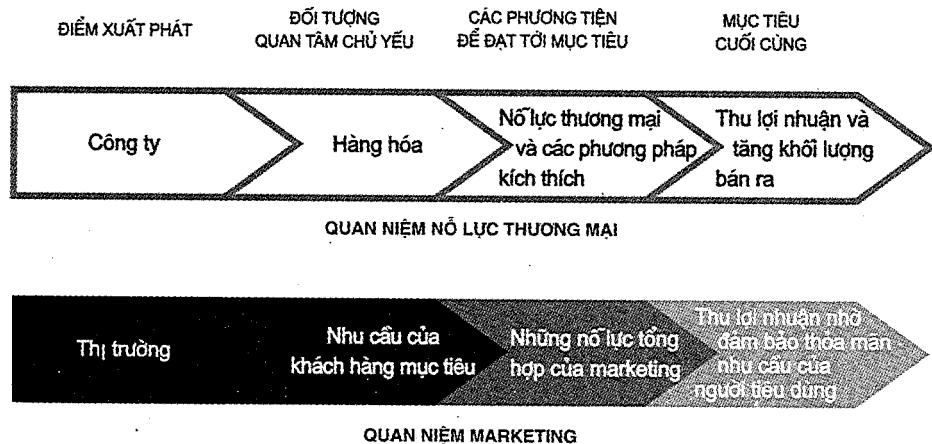 ĐIỂM XUẤT PHÁT
ĐỐI TƯỢNG
QUAN TÂM CHỦ YẾU
CÁC PHƯƠNG TIỆN
ĐỂ ĐẠT TỚI MỤC TIÊU
MỤC TIÊU
CUỐI CÙNG
Công ty
Hàng hóa
Nỗ lực thương mại
và các phương pháp
kích thích
Thu lợi nhuận và
tăng khối lượng
bán ra
QUAN NIỆM NỖ LỰC THƯƠNG MẠI
Thị trường
Nhu cầu của
khách hàng mục tiêu
Những nỗ lực tổng
hợp của marketing
Thu lợi nhuận nhờ
đảm bảo thỏa mãn
nhu cầu của
người tiêu dùng
QUAN NIỆM MARKETING